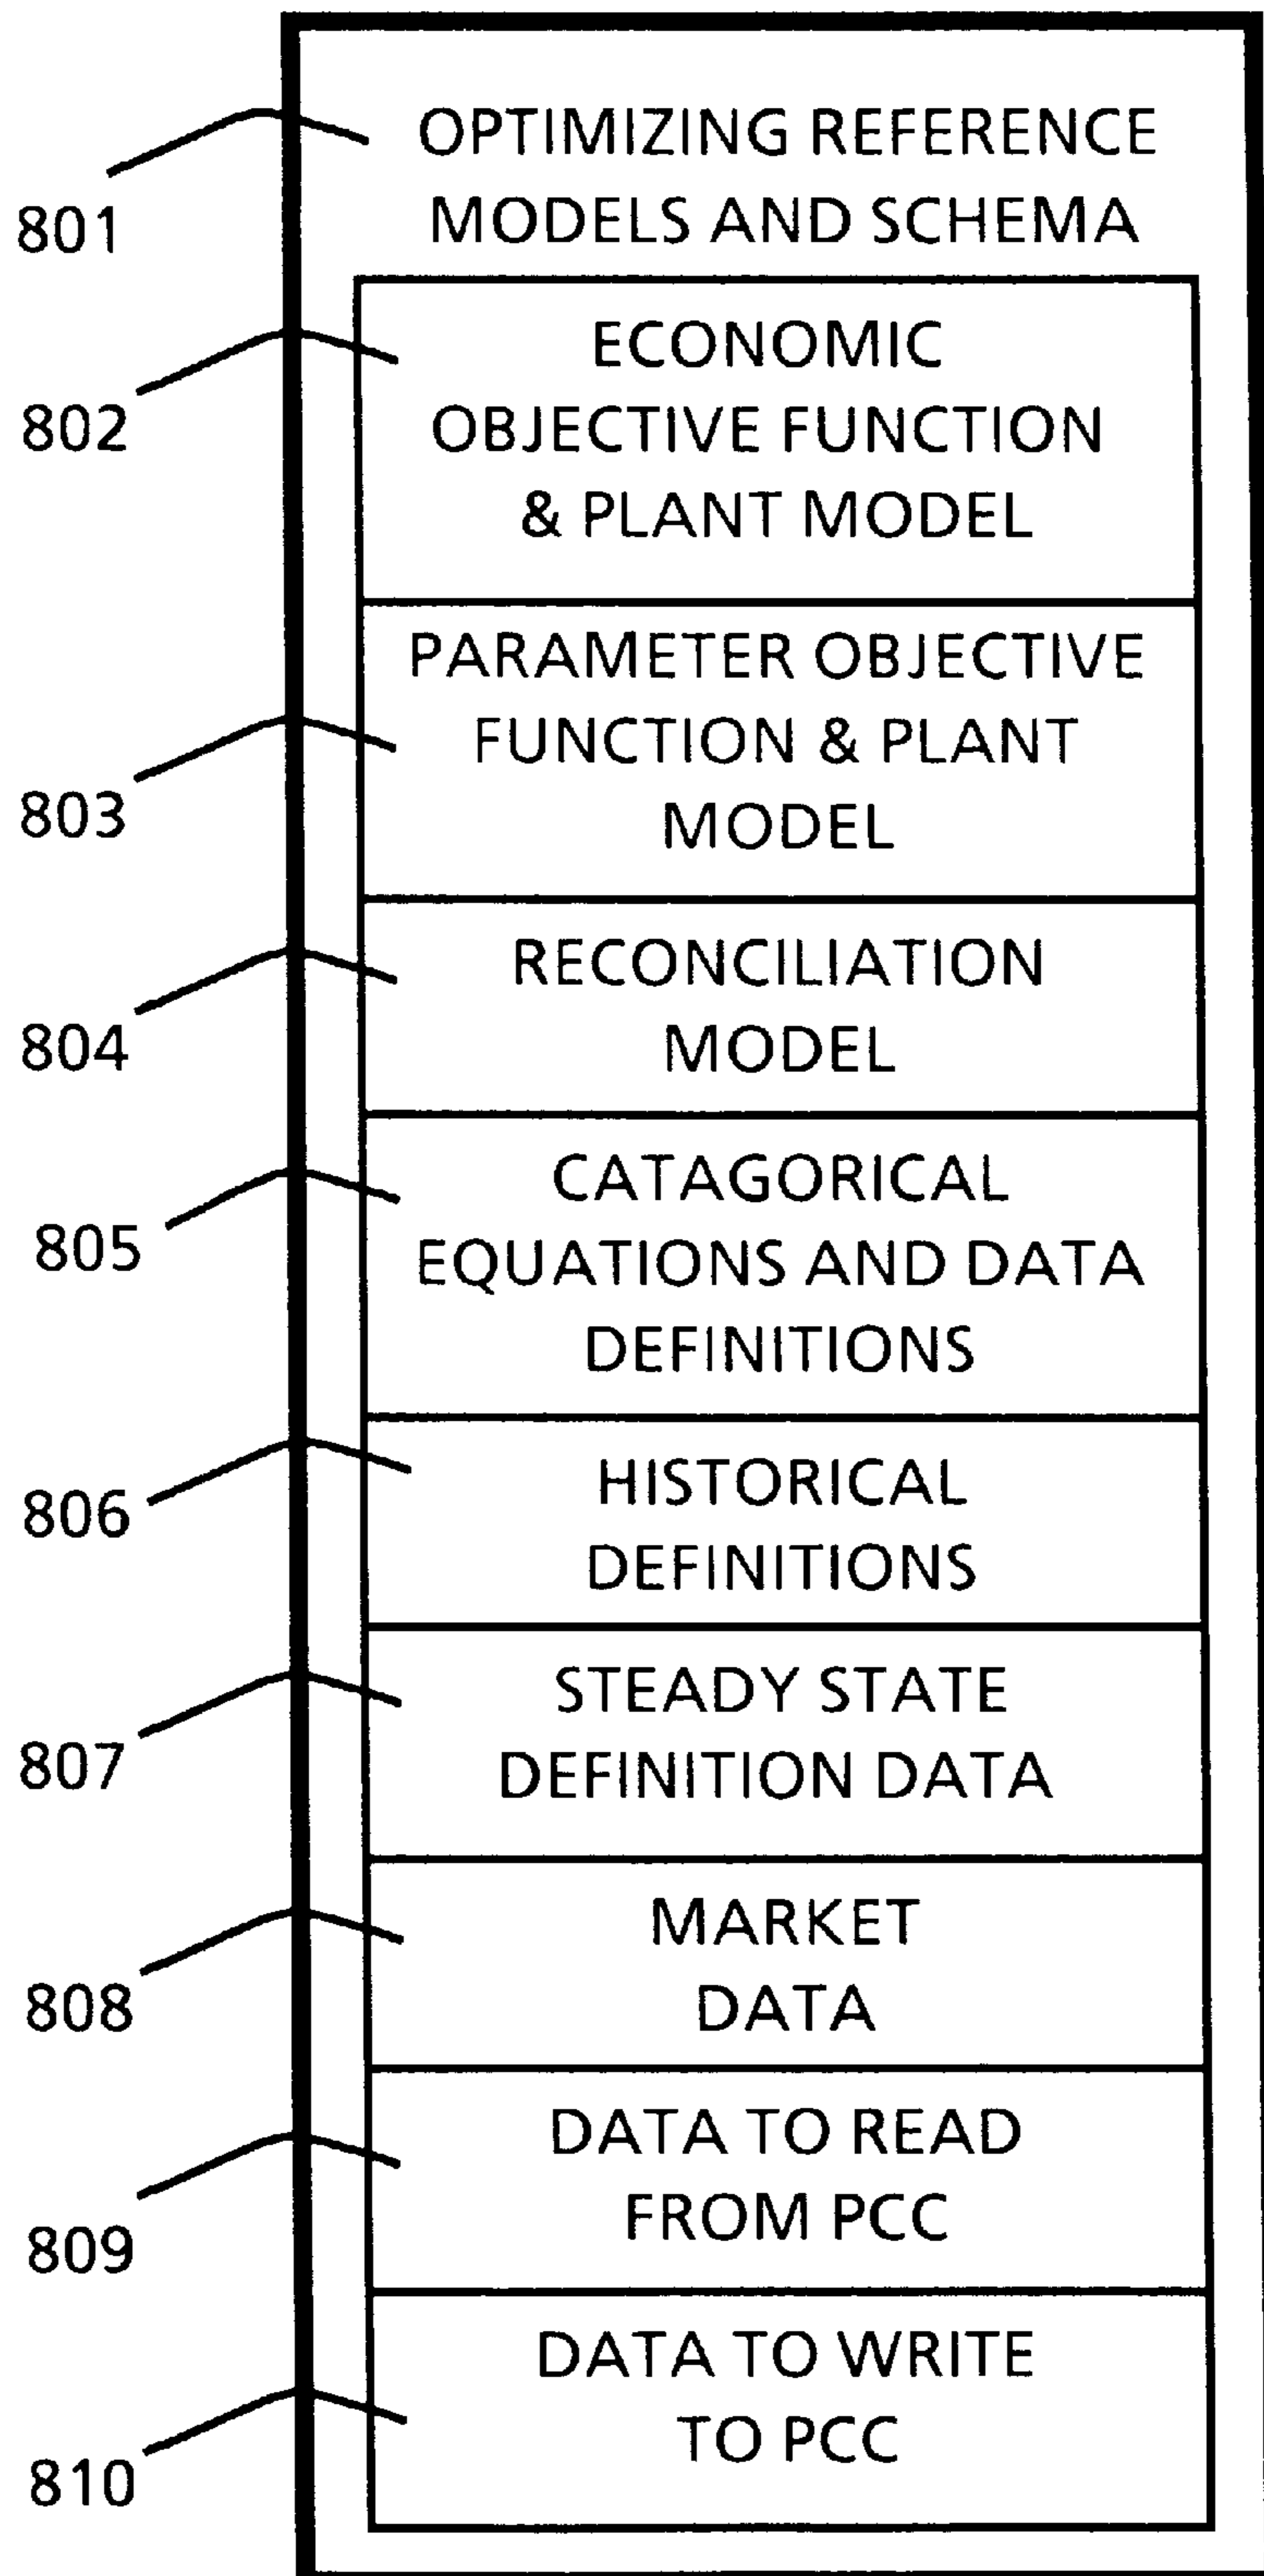 OPTIMIZING REFERENCE
MODELS AND SCHEMA
801
ECONOMIC
OBJECTIVE FUNCTION
& PLANT MODEL
802
PARAMETER OBJECTIVE
FUNCTION & PLANT
MODEL
803
RECONCILIATION
MODEL
804
CATAGORICAL
EQUATIONS AND DATA
DEFINITIONS
805
HISTORICAL
DEFINITIONS
806
STEADY STATE
DEFINITION DATA
807
MARKET
DATA
808
DATA TO READ
FROM PCC
809
DATA TO WRITE
TO PCC
810